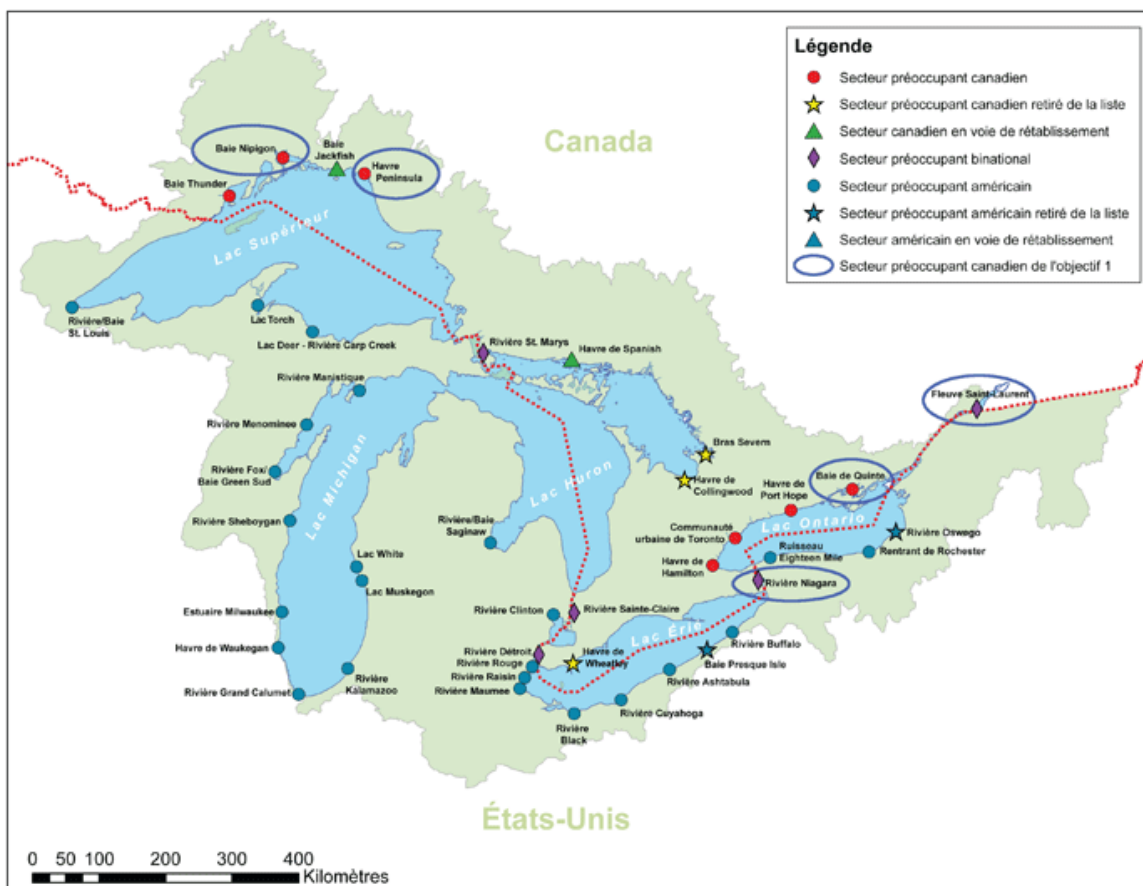 Légende
Secteur préoccupant canadien
Secteur préoccupant canadien retiré de la liste
Secteur canadien en voie de rétablissement
Secteur préoccupant binational
Secteur préoccupant américain
Secteur préoccupant américain retiré de la liste
Secteur américain en voie de rétablissement
Secteur préoccupant canadien de l'objectif 1
Canada
Baie Nipigon
Baie
Jackfish
Havre
Peninsula
Baie Thunder
Lac Supérieur
Rivière/Baie
St. Louis
Lac Torch
Lac Deer - Rivière Carp Creek
Rivière St. Marys
Havre de Spanish
Rivière Manistique
Rivière Menominee
Rivière Fox/
Baie Green Sud
Rivière Sheboygan
Lac Michigan
Lac Huron
Bras Severn
Havre de
Collingwood
Fleuve Saint-Laurent
Baie de Quinte
Havre de
Port Hope
Lac Ontario
Communauté
urbaine de Toronto
Rivière Oswego
Ruisseau
Eighteen Mile
Rentrant de Rochester
Havre de
Hamilton
Rivière Niagara
Rivière/Baie
Saginaw
Lac White
Lac Muskegon
Estuaire Milwaukee
Havre de Waukegan
Rivière Grand Calumet
Rivière
Kalamazoo
Rivière Clinton
Rivière Sainte-Claire
Lac Érie
Rivière Détroit
Rivière Rouge
Rivière Raisin
Rivière Maumee
Havre de
Wheatley
Rivière Buffalo
Baie Presque Isle
Rivière Ashtabula
Rivière Cuyahoga
Rivière
Black
États-Unis
0 50 100 200 300 400
Kilomètres